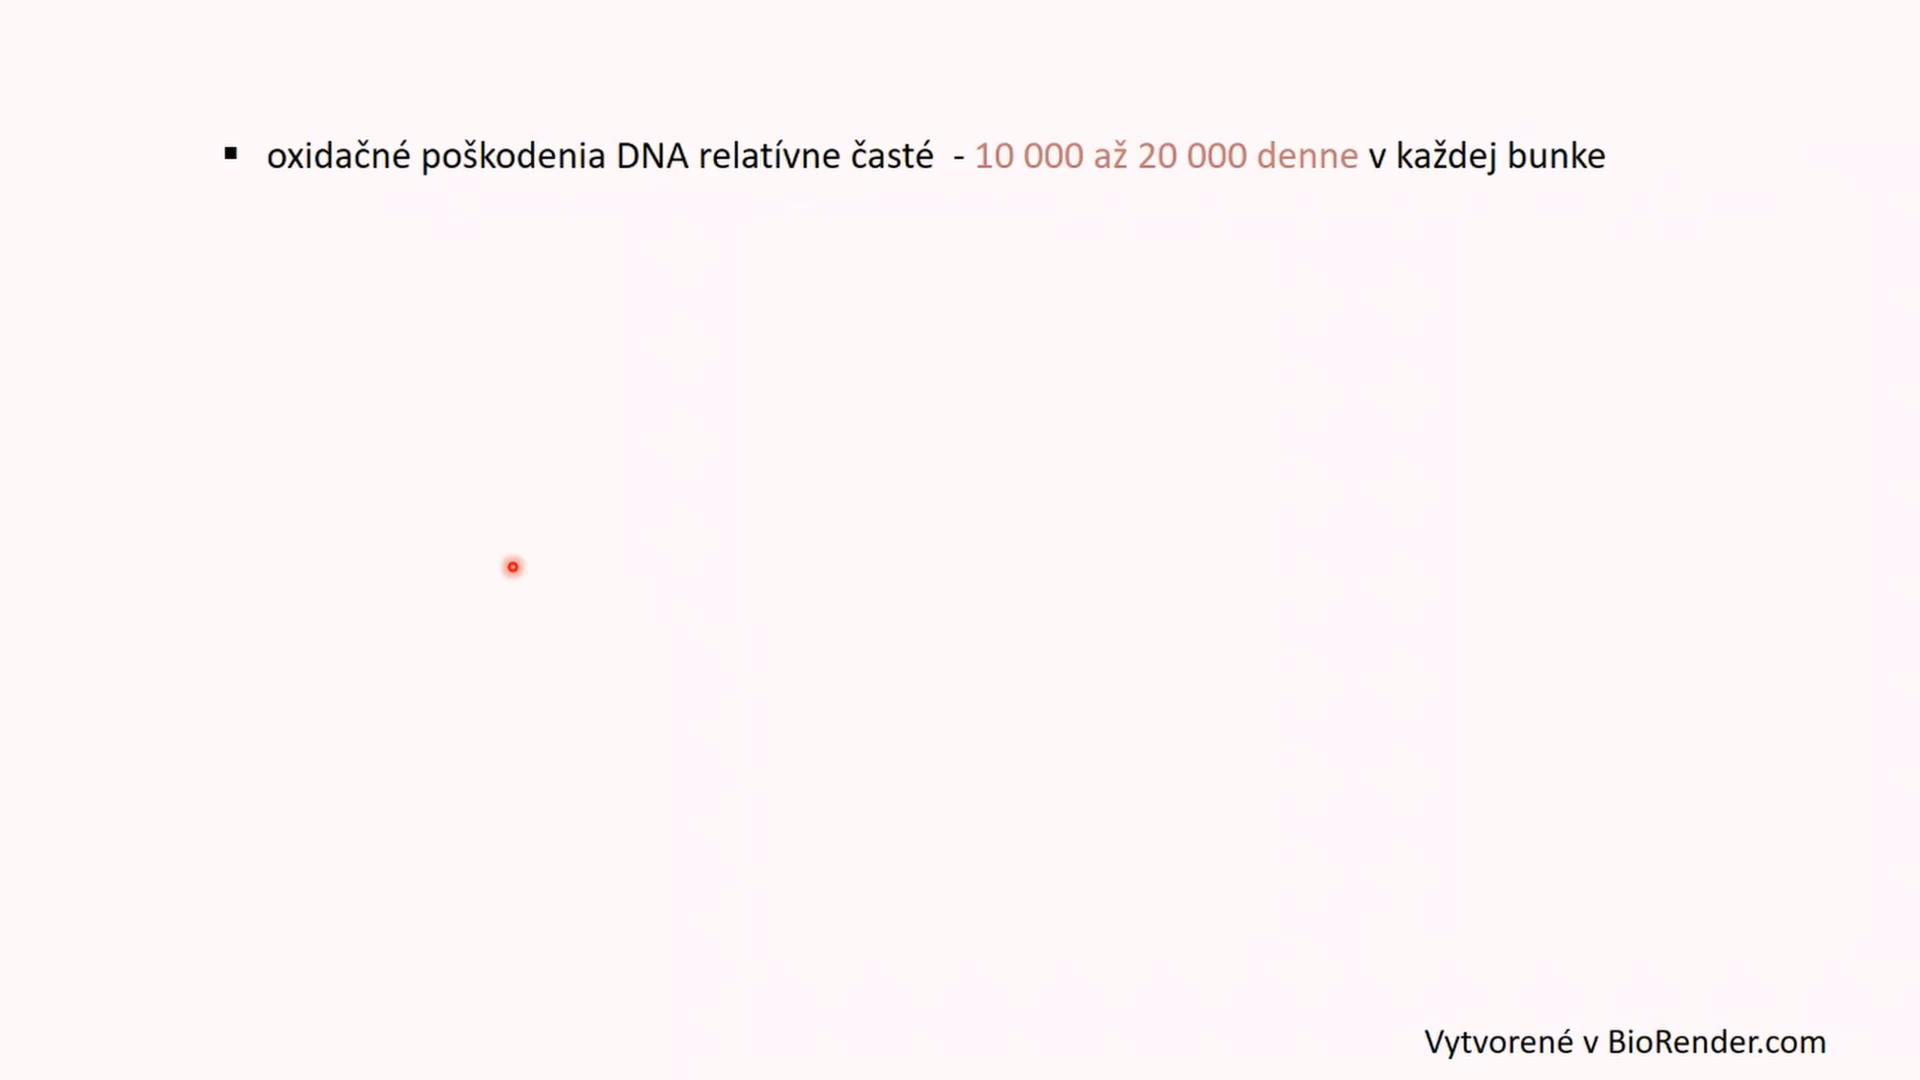 ▪ oxidačné poškodenia DNA relatívne časté - 10 000 až 20 000 denne v každej bunke
Vytvorené v BioRender.com